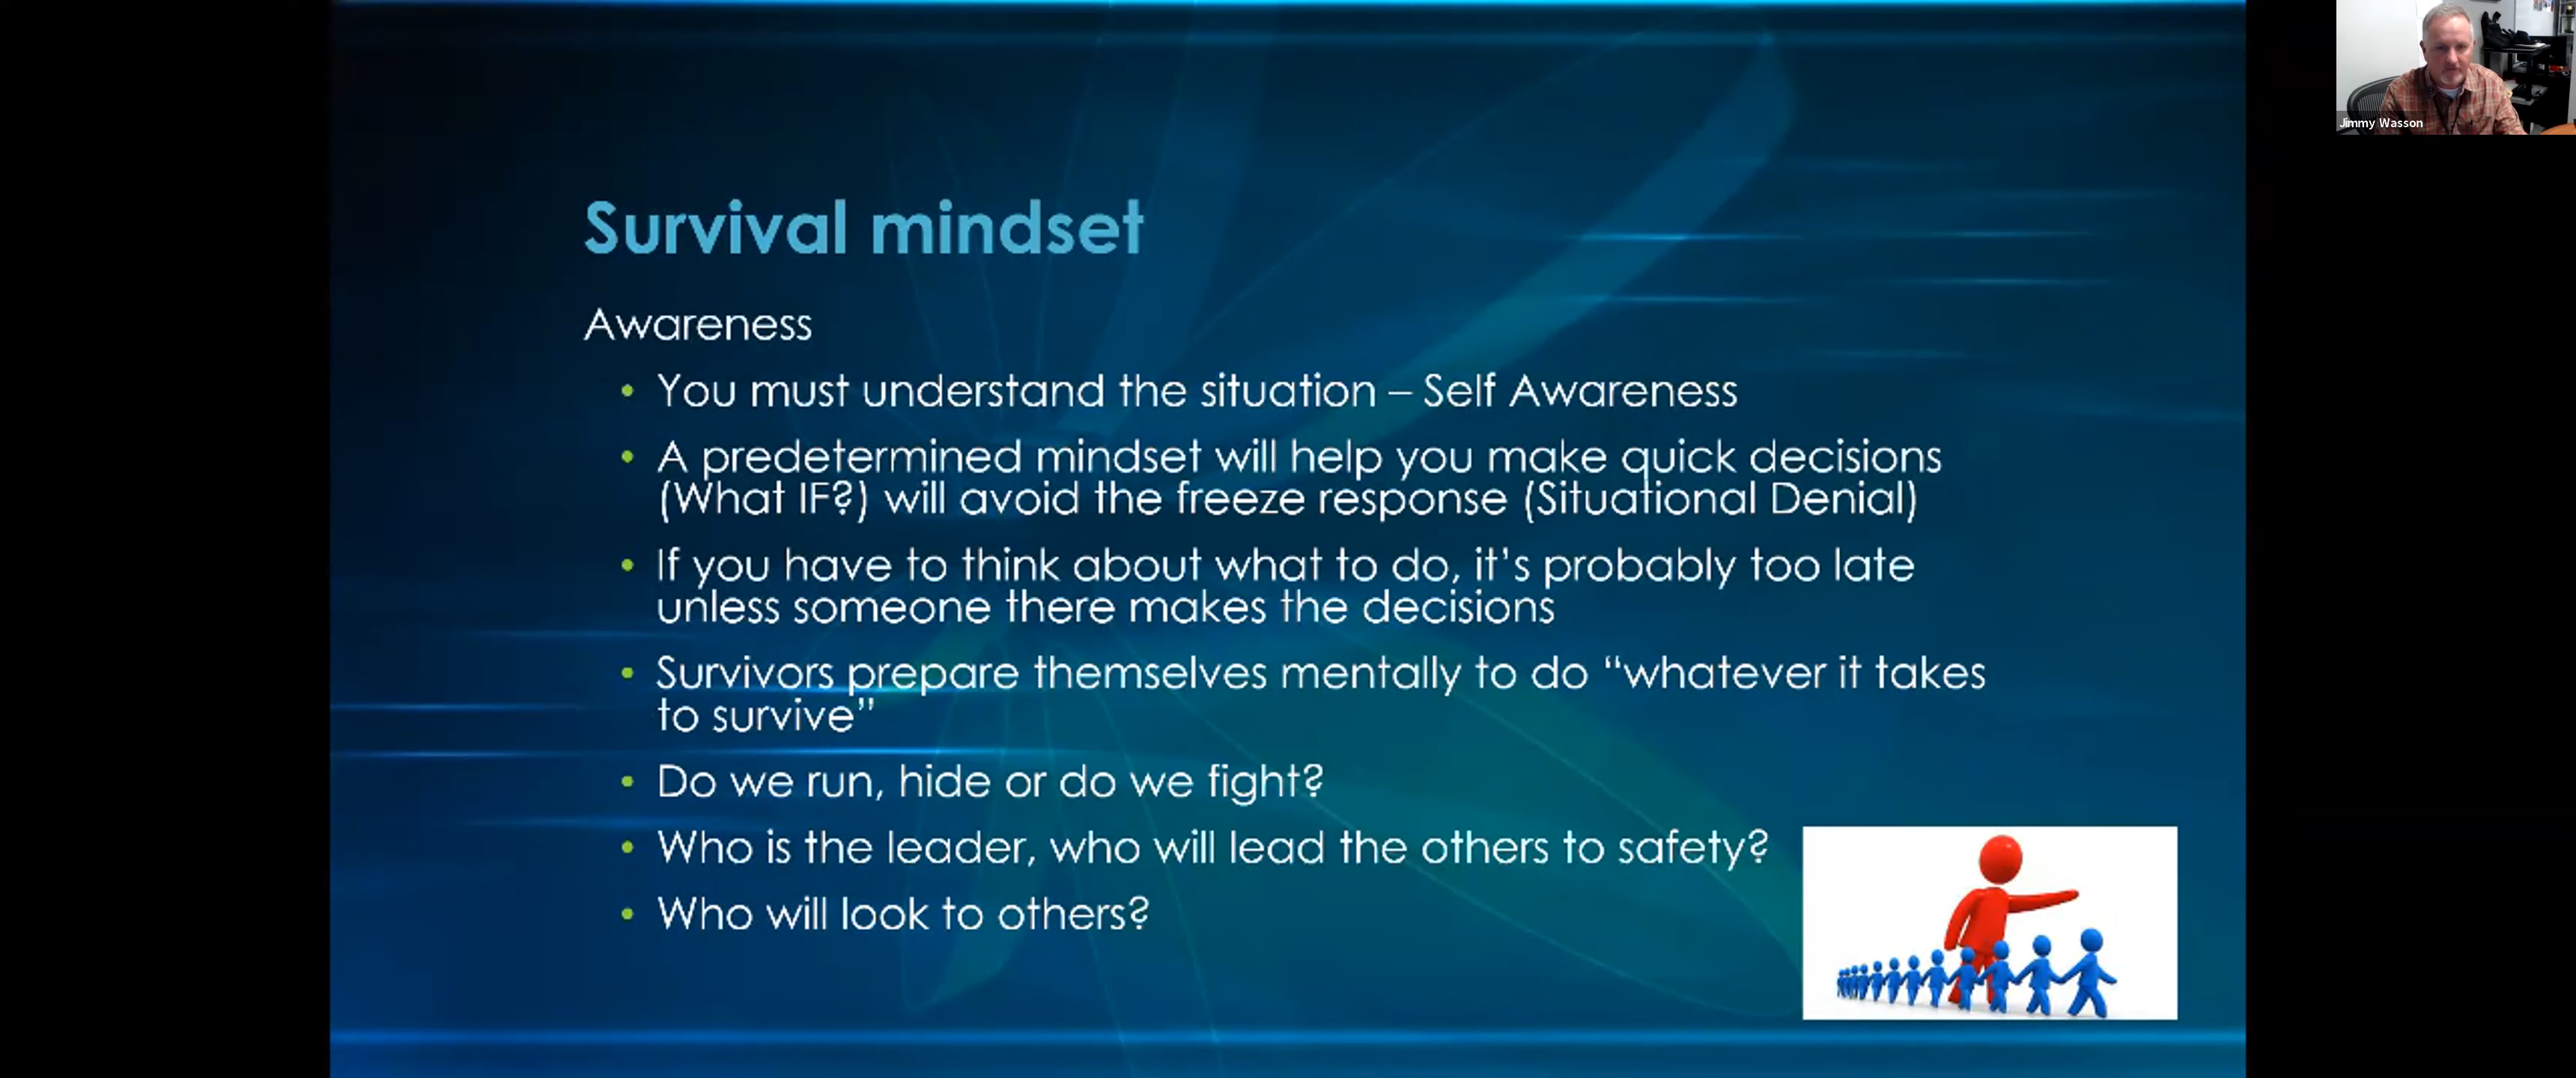 Survival mindset
Awareness
• You must understand the situation – Self Awareness
• A predetermined mindset will help you make quick decisions
(What IF?) will avoid the freeze response (Situational Denial)
• If you have to think about what to do, it's probably too late
unless someone there makes the decisions
• Survivors prepare themselves mentally to do “whatever it takes
to survive”
• Do we run, hide or do we fight?
• Who is the leader, who will lead the others to safety?
• Who will look to others?
Jimmy Wasson